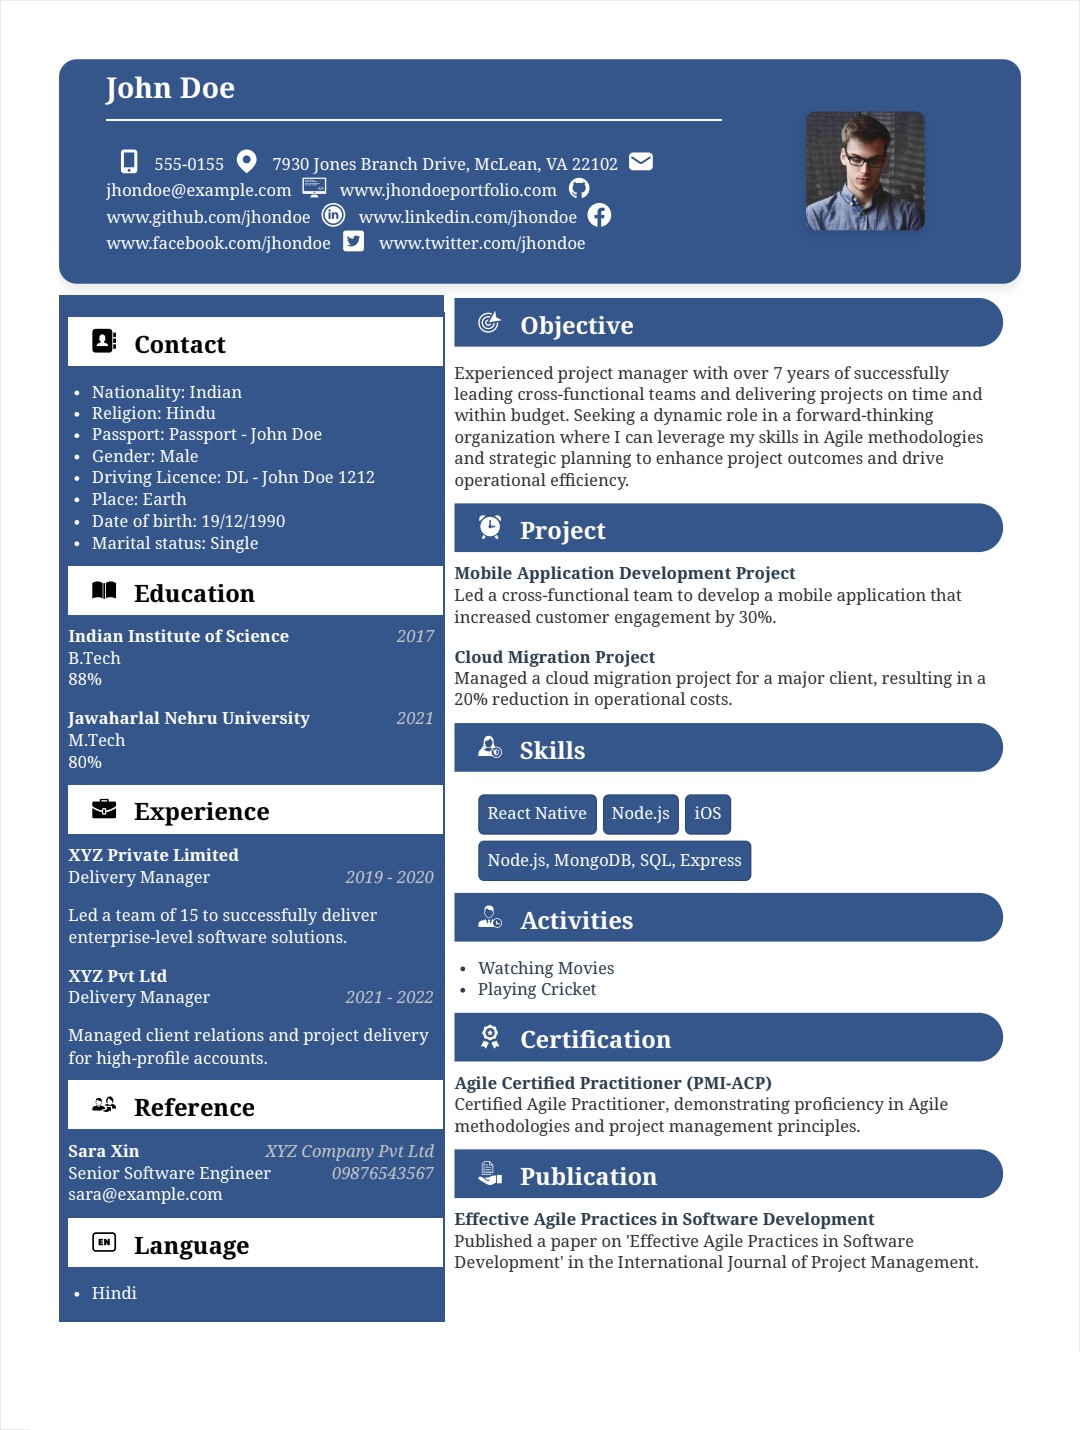 John Doe
555-0155 7930 Jones Branch Drive, McLean, VA 22102
jhondoe@example.com www.jhondoeportfolio.com
www.github.com/jhondoe www.linkedin.com/jhondoe
www.facebook.com/jhondoe www.twitter.com/jhondoe
Contact
• Nationality: Indian
• Religion: Hindu
• Passport: Passport - John Doe
• Gender: Male
• Driving Licence: DL - John Doe 1212
• Place: Earth
• Date of birth: 19/12/1990
• Marital status: Single
Education
Indian Institute of Science 2017
B.Tech
88%
Jawaharlal Nehru University 2021
M.Tech
80%
Experience
XYZ Private Limited
Delivery Manager 2019 - 2020
Led a team of 15 to successfully deliver
enterprise-level software solutions.
XYZ Pvt Ltd
Delivery Manager 2021 - 2022
Managed client relations and project delivery
for high-profile accounts.
Reference
Sara Xin XYZ Company Pvt Ltd
Senior Software Engineer 09876543567
sara@example.com
EN Language
• Hindi
Objective
Experienced project manager with over 7 years of successfully
leading cross-functional teams and delivering projects on time and
within budget. Seeking a dynamic role in a forward-thinking
organization where I can leverage my skills in Agile methodologies
and strategic planning to enhance project outcomes and drive
operational efficiency.
Project
Mobile Application Development Project
Led a cross-functional team to develop a mobile application that
increased customer engagement by 30%.
Cloud Migration Project
Managed a cloud migration project for a major client, resulting in a
20% reduction in operational costs.
Skills
React Native Node.js iOS
Node.js, MongoDB, SQL, Express
Activities
• Watching Movies
• Playing Cricket
Certification
Agile Certified Practitioner (PMI-ACP)
Certified Agile Practitioner, demonstrating proficiency in Agile
methodologies and project management principles.
Publication
Effective Agile Practices in Software Development
Published a paper on 'Effective Agile Practices in Software
Development' in the International Journal of Project Management.